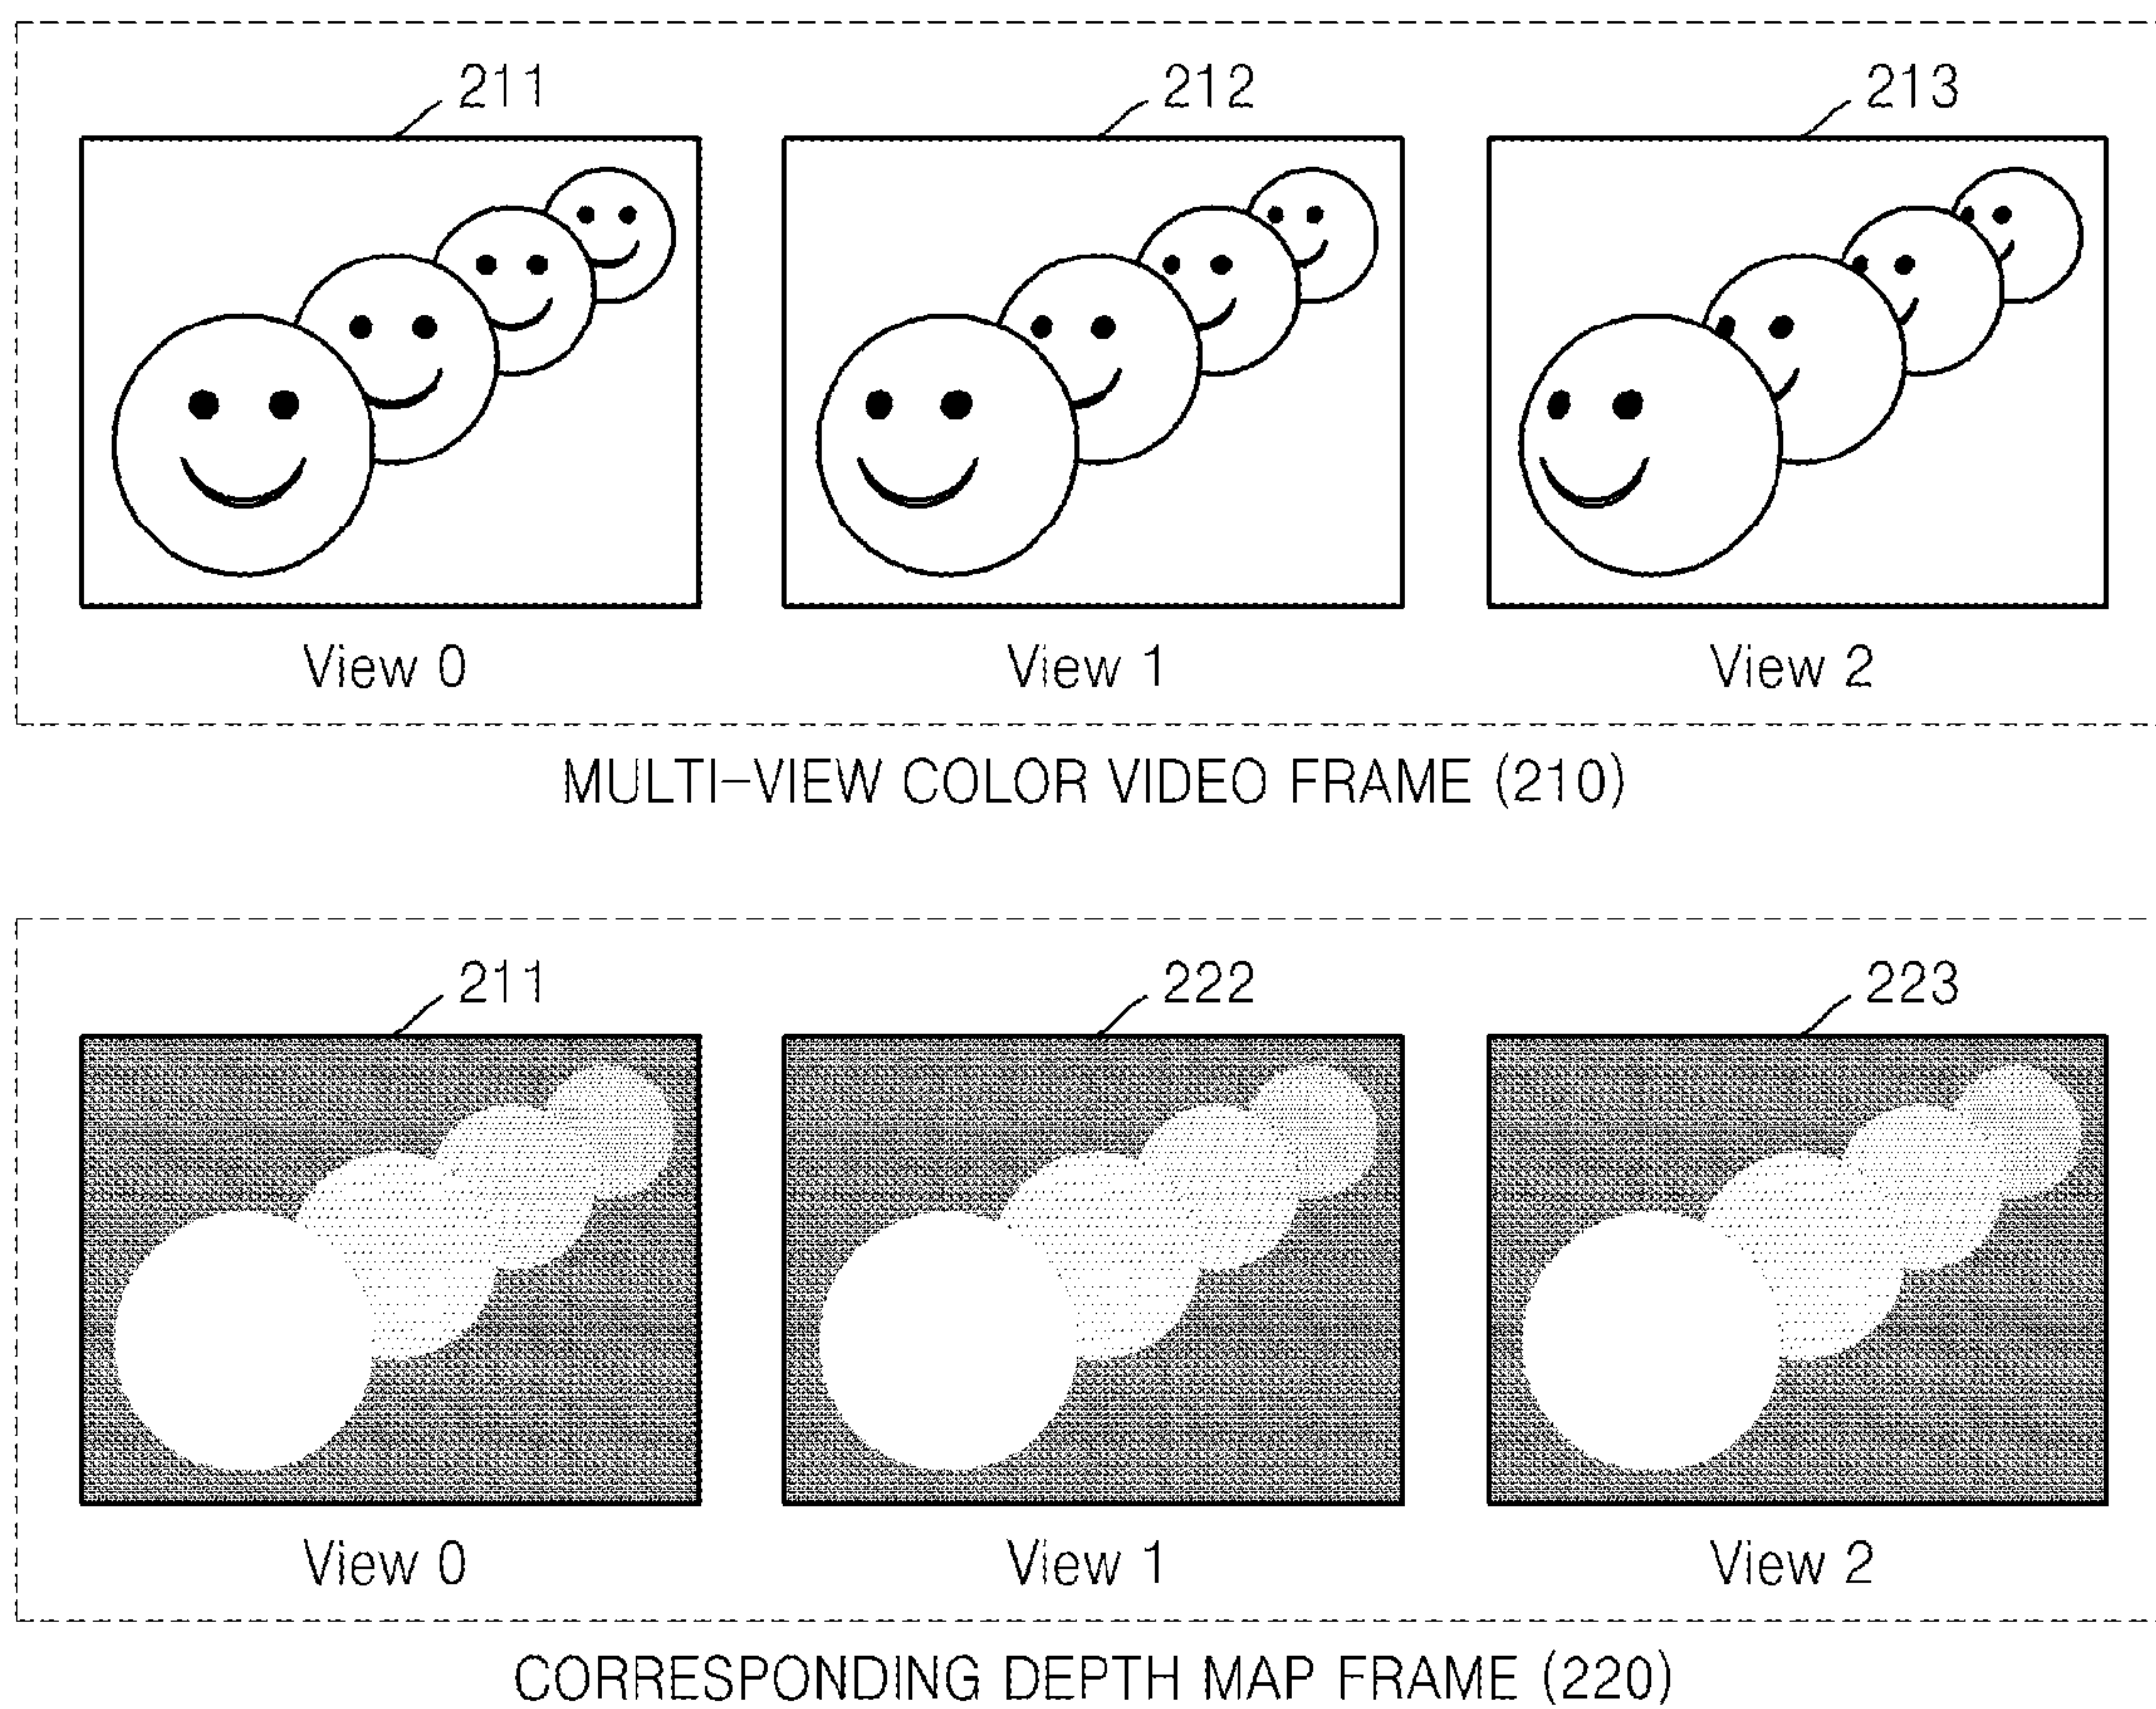 211 212 213
View 0 View 1 View 2
MULTI-VIEW COLOR VIDEO FRAME (210)
211 222 223
View 0 View 1 View 2
CORRESPONDING DEPTH MAP FRAME (220)